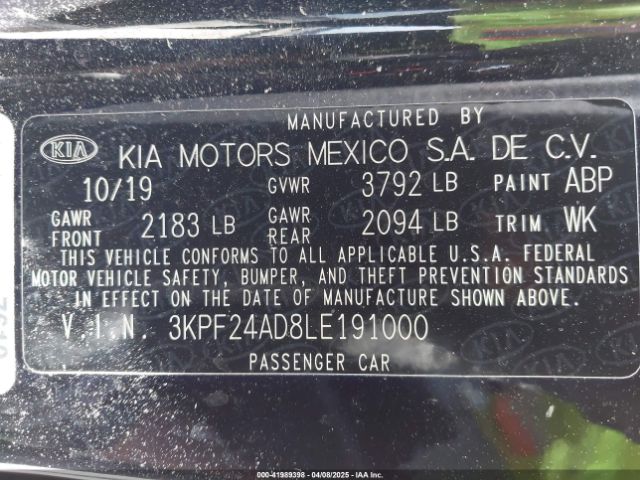 MANUFACTURED BY
KIA KIA MOTORS MEXICO S.A. DE C.V.
10/19 GVWR 3792 LB PAINT ABP
GAWR FRONT 2183 LB GAWR REAR 2094 LB TRIM WK
THIS VEHICLE CONFORMS TO ALL APPLICABLE U.S.A. FEDERAL
MOTOR VEHICLE SAFETY, BUMPER, AND THEFT PREVENTION STANDARDS
IN EFFECT ON THE DATE OF MANUFACTURE SHOWN ABOVE.
V.I.N. 3KPF24AD8LE191000
PASSENGER CAR
000-41989398 - 04/08/2025 - IAA Inc.